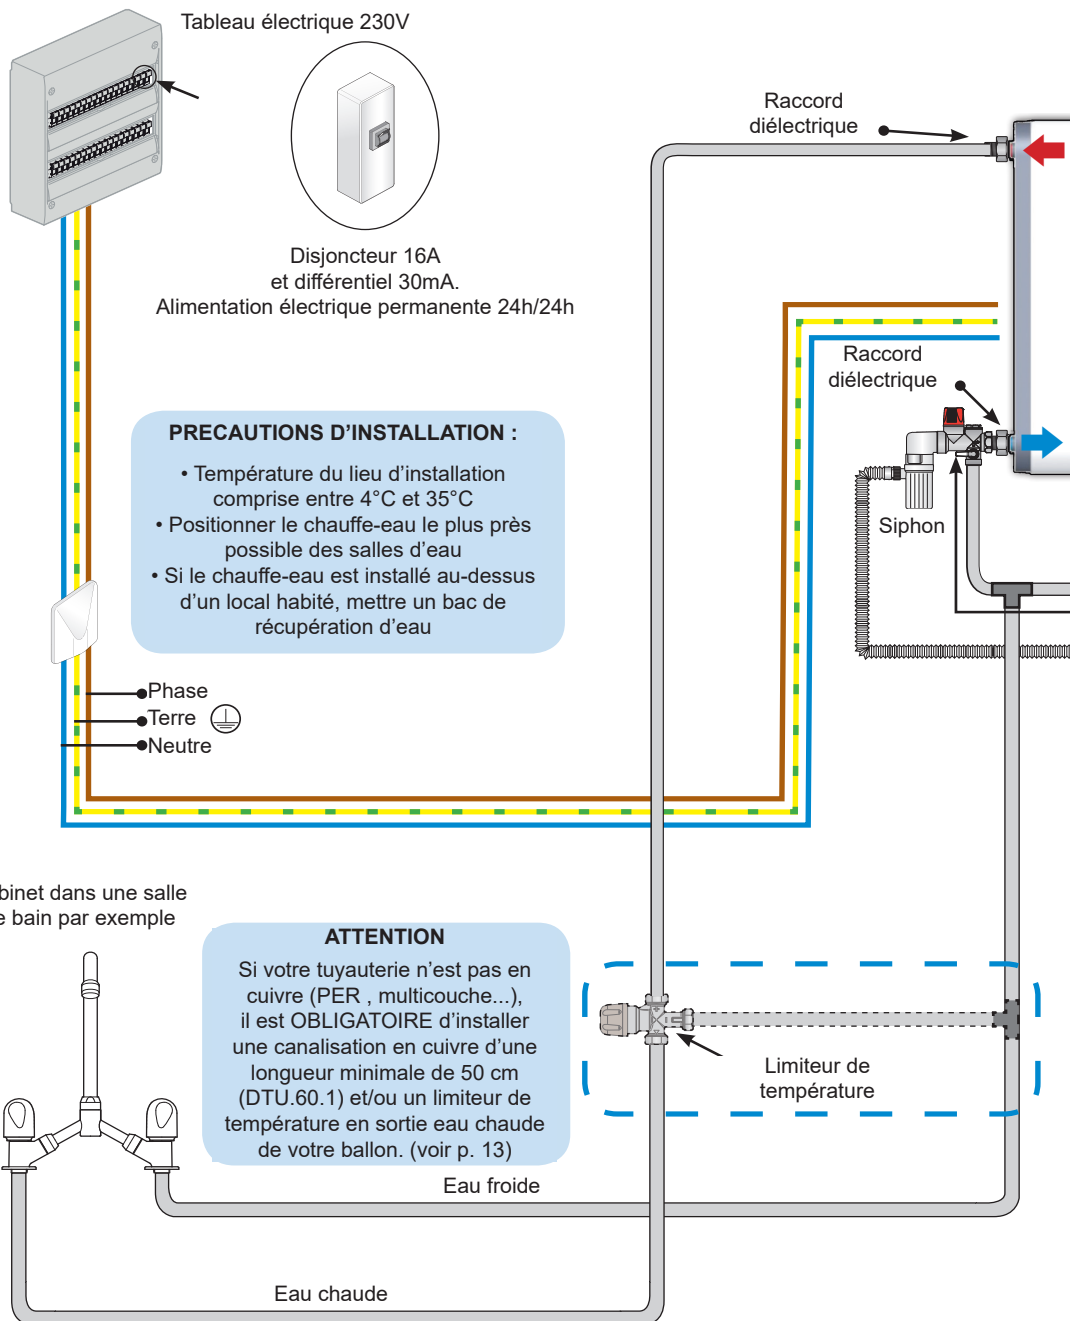 Tableau électrique 230V
Raccord
diélectrique
Disjoncteur 16A
et différentiel 30mA.
Alimentation électrique permanente 24h/24h
Raccord
diélectrique
PRECAUTIONS D’INSTALLATION :
• Température du lieu d’installation
comprise entre 4°C et 35°C
• Positionner le chauffe-eau le plus près
possible des salles d’eau
• Si le chauffe-eau est installé au-dessus
d’un local habité, mettre un bac de
récupération d’eau
Siphon
Phase
Terre
Neutre
binet dans une salle
e bain par exemple
ATTENTION
Si votre tuyauterie n’est pas en
cuivre (PER , multicouche...),
il est OBLIGATOIRE d’installer
une canalisation en cuivre d’une
longueur minimale de 50 cm
(DTU.60.1) et/ou un limiteur de
température en sortie eau chaude
de votre ballon. (voir p. 13)
Limiteur de
température
Eau froide
Eau chaude